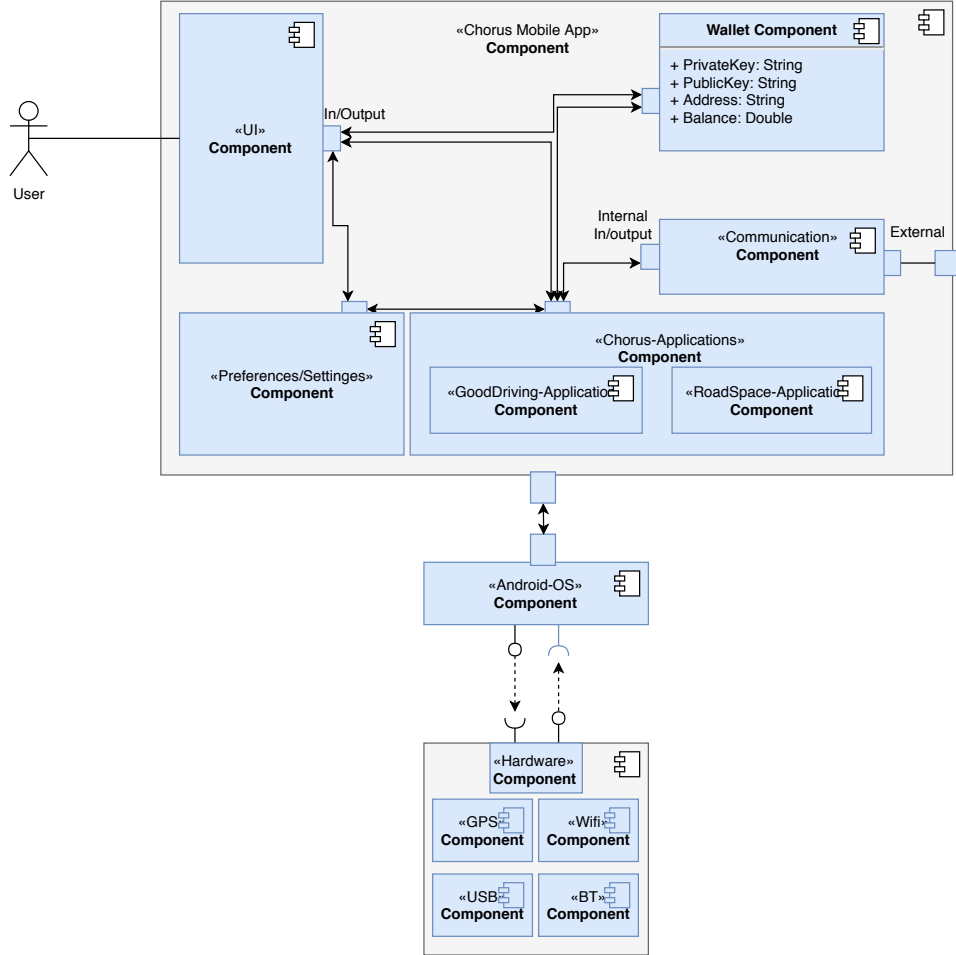 «Chorus Mobile App»
Component
Wallet Component
+ PrivateKey: String
+ PublicKey: String
+ Address: String
+ Balance: Double
In/Output
«UI»
Component
User
Internal
In/output
«Communication»
Component
External
«Preferences/Settinges»
Component
«Chorus-Applications»
Component
«GoodDriving-Applicatio
Component
«RoadSpace-Applicatio
Component
«Android-OS»
Component
«Hardware»
Component
«GPS»
Component
«Wifi»
Component
«USB»
Component
«BT»
Component